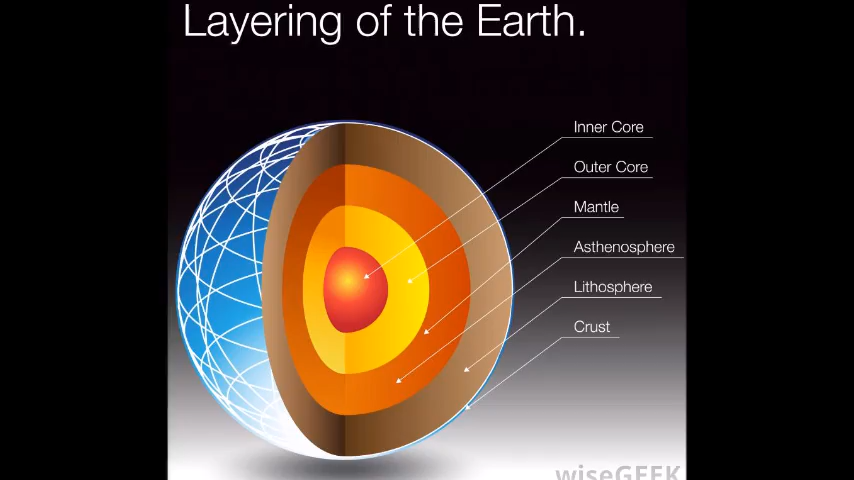 Layering of the Earth.
Inner Core
Outer Core
Mantle
Asthenosphere
Lithosphere
Crust
wiseGEEK